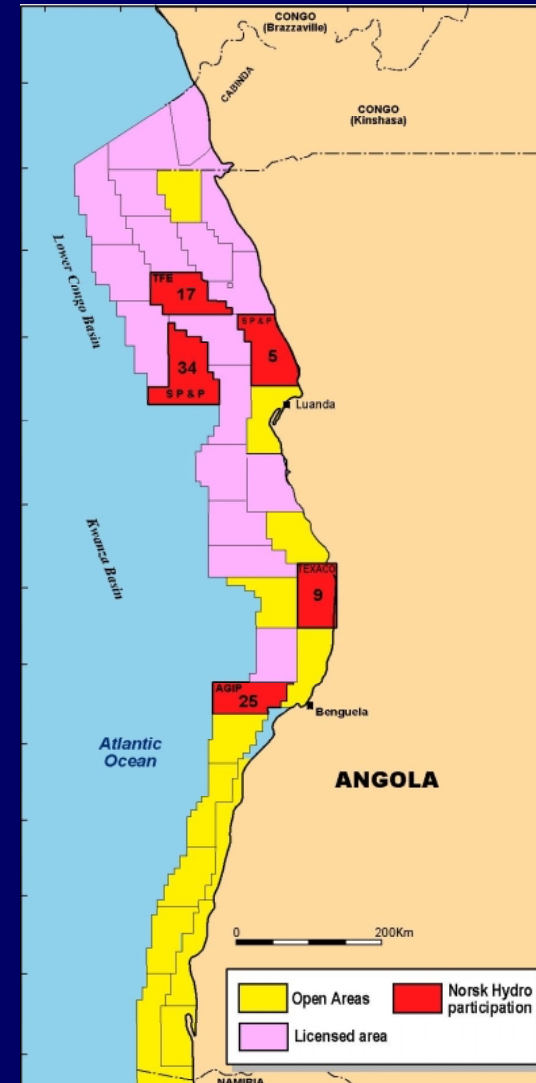 CONGO
(Brazzaville)
CABINDA
CONGO
(Kinshasa)
Lower Congo Basin
TFE
17
S P & P
5
34
S P & P
Luanda
Kwanza Basin
TEXACO
9
AGIP
25
Benguela
Atlantic
Ocean
ANGOLA
0
200Km
Open Areas
Norsk Hydro
participation
Licensed area
NAMIBIA